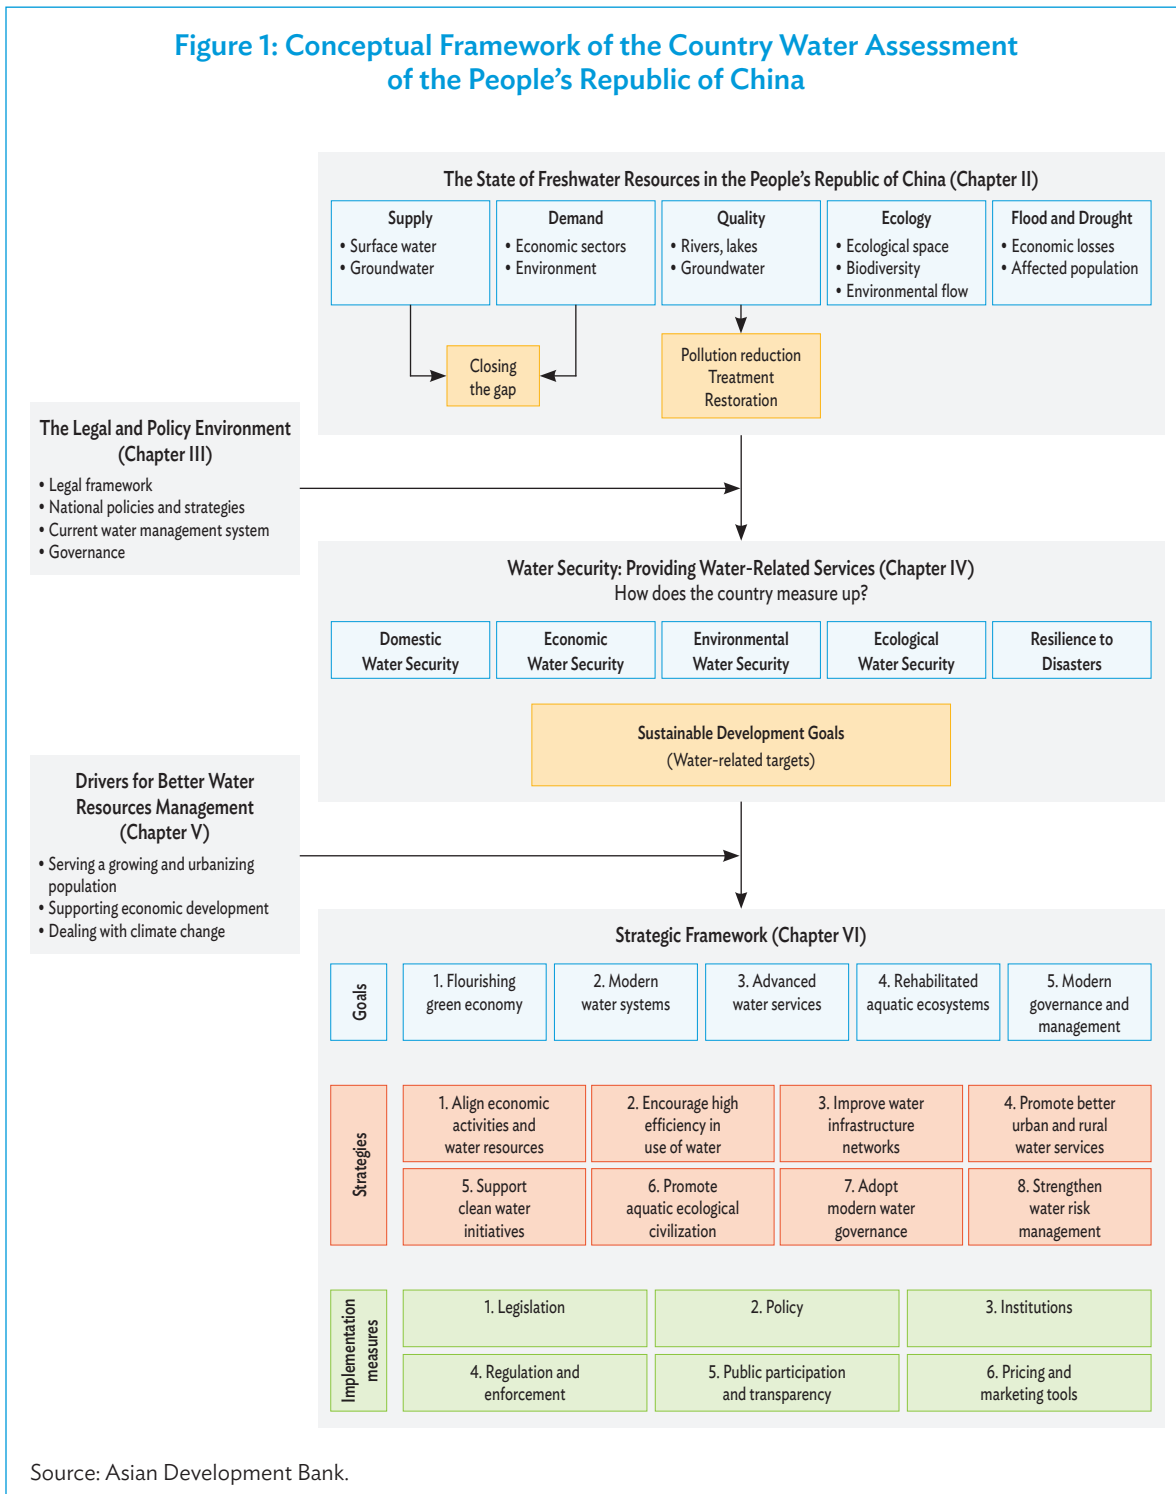 Figure 1: Conceptual Framework of the Country Water Assessment
of the People's Republic of China
The State of Freshwater Resources in the People's Republic of China (Chapter II)
Supply
• Surface water
• Groundwater
Demand
• Economic sectors
• Environment
Quality
• Rivers, lakes
• Groundwater
Ecology
• Ecological space
• Biodiversity
• Environmental flow
Flood and Drought
• Economic losses
• Affected population
Closing
the gap
Pollution reduction
Treatment
Restoration
The Legal and Policy Environment
(Chapter III)
• Legal framework
• National policies and strategies
• Current water management system
• Governance
Water Security: Providing Water-Related Services (Chapter IV)
How does the country measure up?
Domestic
Water Security
Economic
Water Security
Environmental
Water Security
Ecological
Water Security
Resilience to
Disasters
Sustainable Development Goals
(Water-related targets)
Drivers for Better Water
Resources Management
(Chapter V)
• Serving a growing and urbanizing
population
• Supporting economic development
• Dealing with climate change
Strategic Framework (Chapter VI)
Goals
1. Flourishing
green economy
2. Modern
water systems
3. Advanced
water services
4. Rehabilitated
aquatic ecosystems
5. Modern
governance and
management
Strategies
1. Align economic
activities and
water resources
2. Encourage high
efficiency in
use of water
3. Improve water
infrastructure
networks
4. Promote better
urban and rural
water services
5. Support
clean water
initiatives
6. Promote
aquatic ecological
civilization
7. Adopt
modern water
governance
8. Strengthen
water risk
management
Implementation
measures
1. Legislation
2. Policy
3. Institutions
4. Regulation and
enforcement
5. Public participation
and transparency
6. Pricing and
marketing tools
Source: Asian Development Bank.